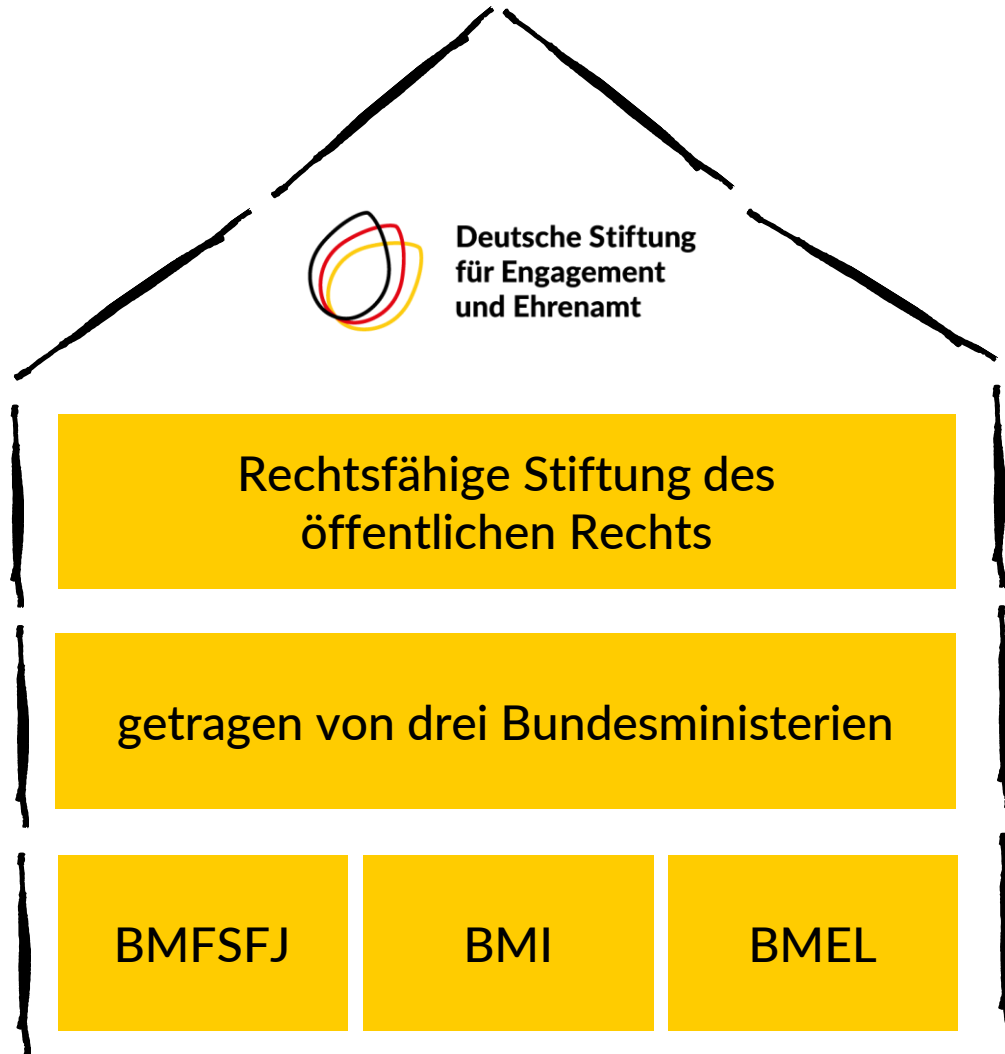 Deutsche Stiftung
für Engagement
und Ehrenamt
Rechtsfähige Stiftung des
öffentlichen Rechts
getragen von drei Bundesministerien
BMFSFJ
BMI
BMEL